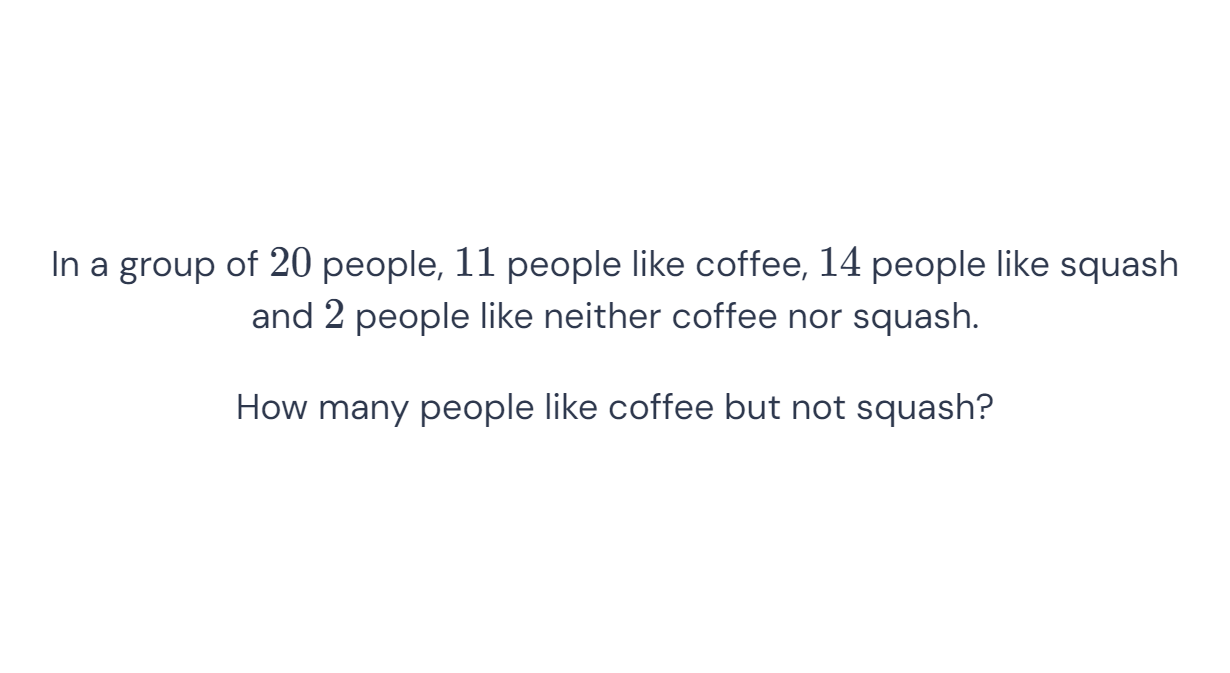 In a group of 20 people, 11 people like coffee, 14 people like squash
and 2 people like neither coffee nor squash.
How many people like coffee but not squash?